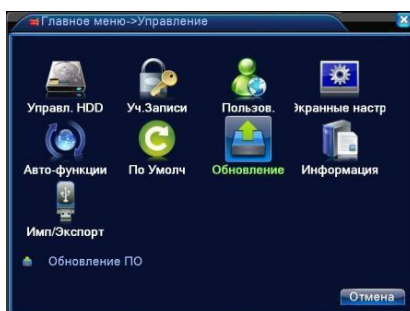 Главное меню->Управление
Управл. HDD Уч.Записи Пользов. Экранные настр
Авто-функции По Умолч Обновление Информация
Имп/Экспорт
Обновление ПО
Отмена